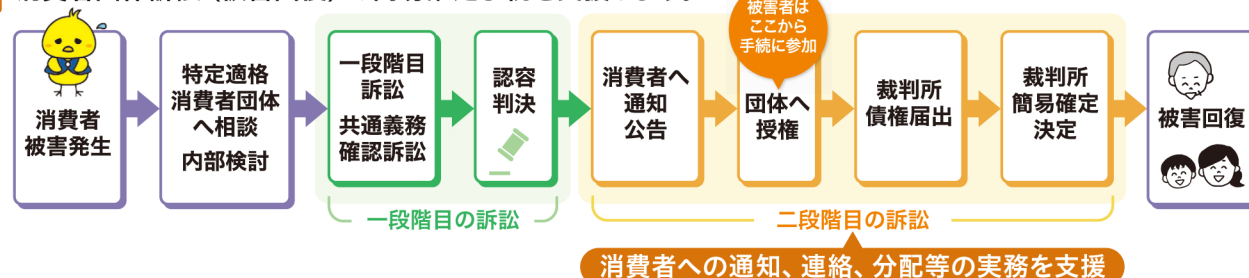 被害者は
ここから
手続に参加
消費者
被害発生
特定適格
消費者団体
へ相談
内部検討
一段階目
訴訟
共通義務
確認訴訟
認容
判決
消費者へ
通知
公告
団体へ
授権
裁判所
債権届出
裁判所
簡易確定
決定
被害回復
一段階目の訴訟
二段階目の訴訟
消費者への通知、連絡、分配等の実務を支援